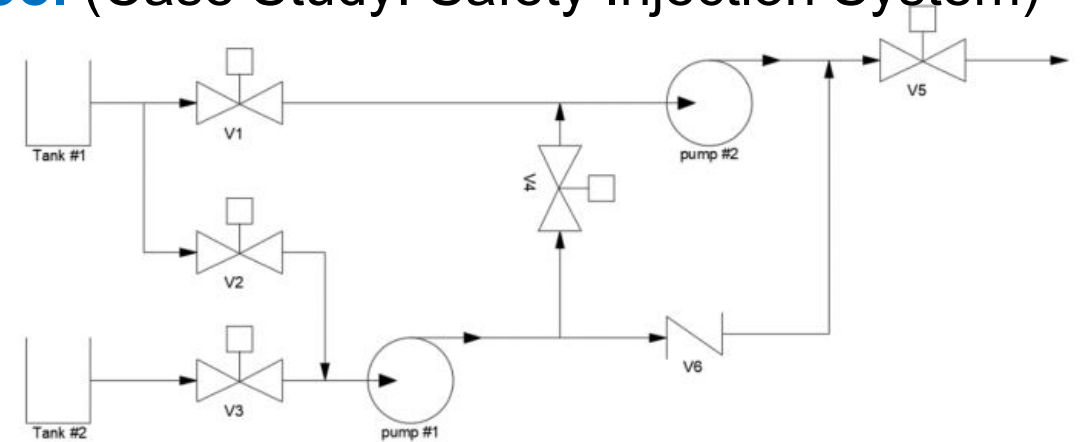 (Case Study: Safety Injection System)
V5
V1
Tank #1
pump #2
V4
V2
V6
V3
Tank #2
pump #1